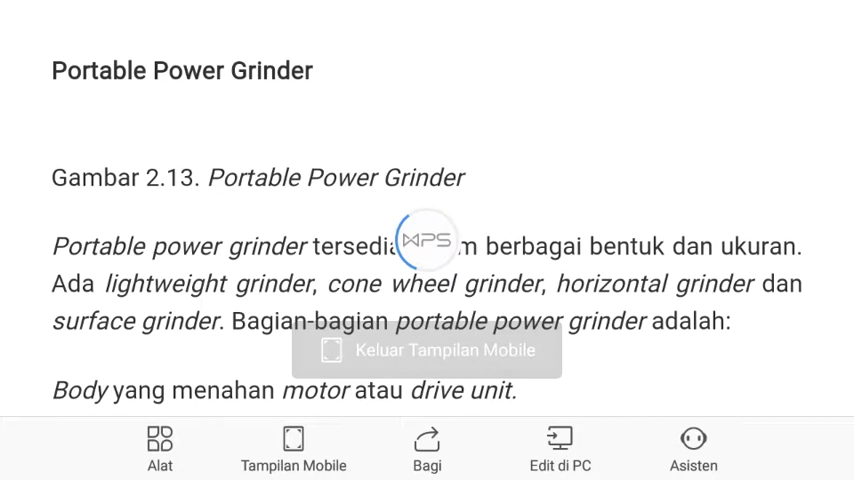 Portable Power Grinder
Gambar 2.13. Portable Power Grinder
Portable power grinder tersedia m berbagai bentuk dan ukuran.
WPS
Ada lightweight grinder, cone wheel grinder, horizontal grinder dan
surface grinder. Bagian-bagian portable power grinder adalah:
Keluar Tampilan Mobile
Body yang menahan motor atau drive unit.
Alat Tampilan Mobile Bagi Edit di PC Asisten